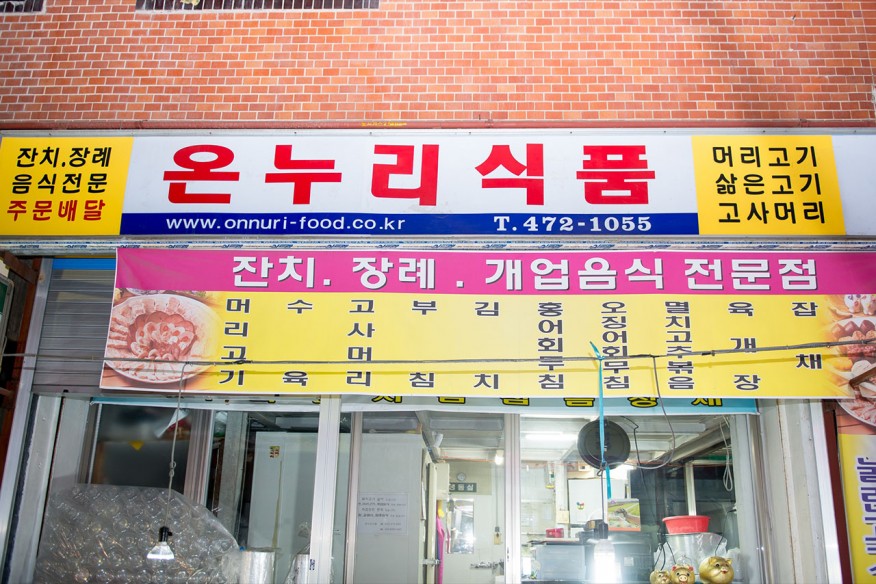 잔치.장례
음식전문
주문배달
온누리식품
www.onnuri-food.co.kr
T.472-1055
머리고기
삶은고기
고사머리
잔치. 장례 . 개업음식 전문점
머리고기
수육
고사머리
부침
김치
홍어회무침
오징어회무침
멸치고추볶음
육개장
잡채